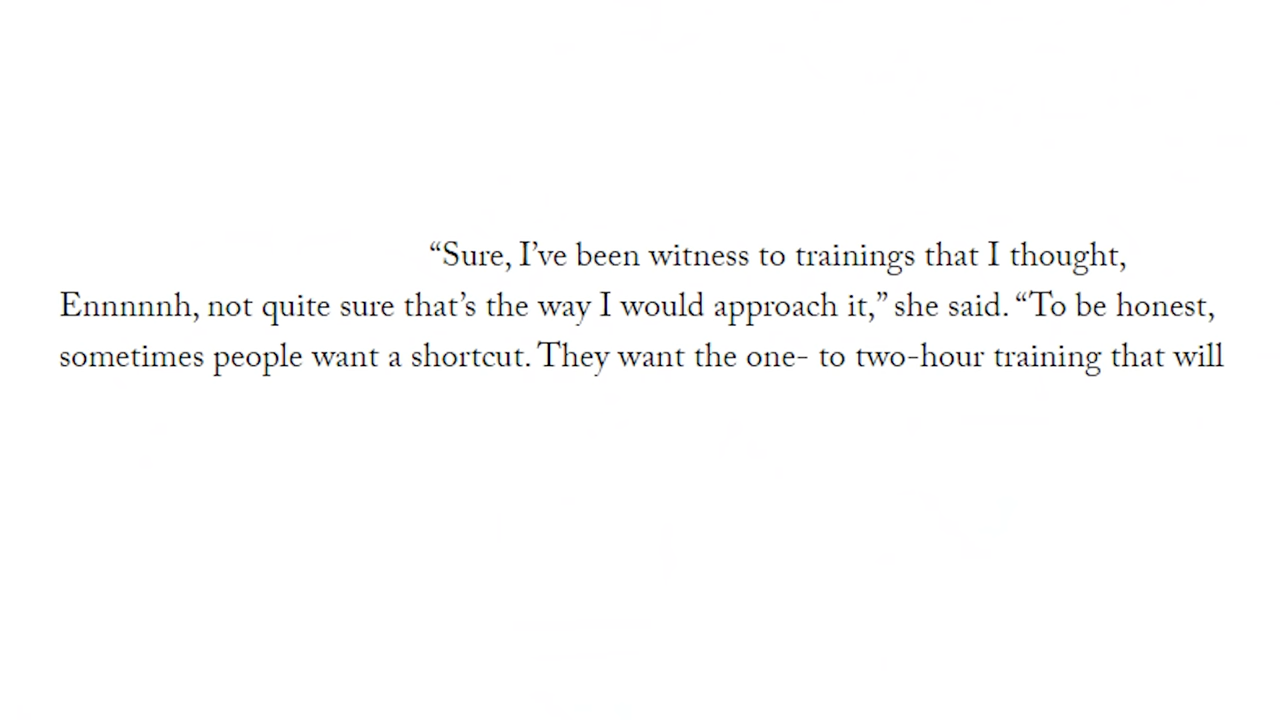 “Sure, I’ve been witness to trainings that I thought,
Ennnnnh, not quite sure that’s the way I would approach it,” she said. “To be honest,
sometimes people want a shortcut. They want the one- to two-hour training that will